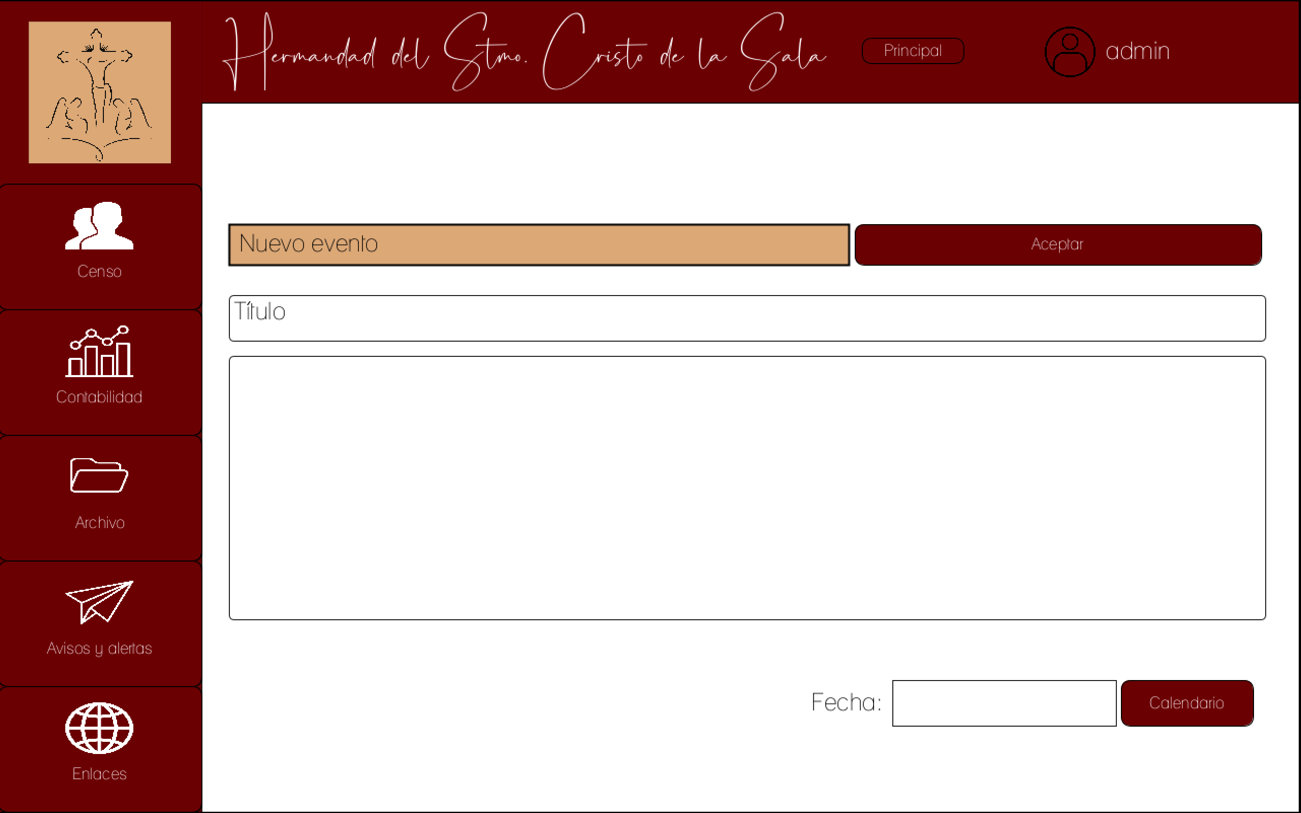 Hermandad del Stmo. Cristo de la Sala
Principal
admin
Censo
Contabilidad
Archivo
Avisos y alertas
Enlaces
Nuevo evento
Aceptar
Título
Fecha:
Calendario